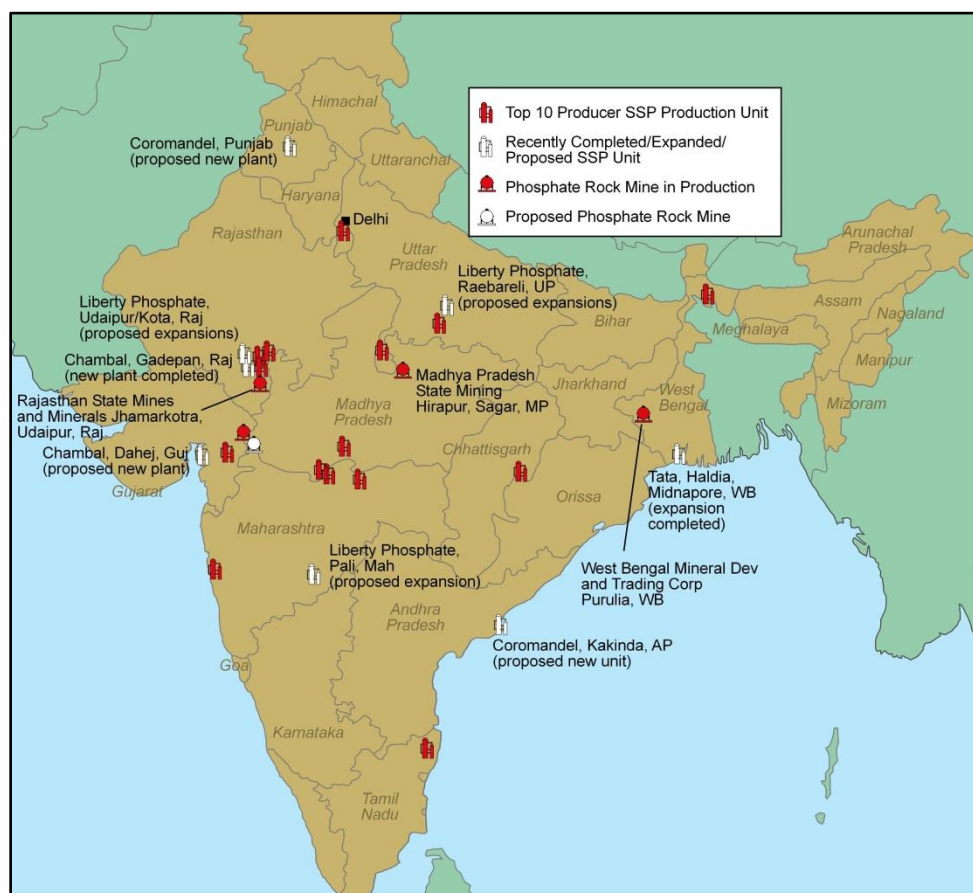 Top 10 Producer SSP Production Unit
Recently Completed/Expanded/
Proposed SSP Unit
Phosphate Rock Mine in Production
Proposed Phosphate Rock Mine
Himachal
Punjab
Coromandel, Punjab
(proposed new plant)
Uttaranchal
Haryana
Delhi
Rajasthan
Uttar
Pradesh
Arunachal
Pradesh
Liberty Phosphate,
Raebareli, UP
(proposed expansions)
Assam
Nagaland
Liberty Phosphate,
Udaipur/Kota, Raj
(proposed expansions)
Bihar
Meghalaya
Manipur
Chambal, Gadepan, Raj
(new plant completed)
Madhya Pradesh
State Mining
Hirapur, Sagar, MP
Jharkhand
West
Bengal
Mizoram
Rajasthan State Mines
and Minerals Jhamarkotra,
Udaipur, Raj.
Madhya
Pradesh
Chhattisgarh
Chambal, Dahej, Guj
(proposed new plant)
Gujarat
Orissa
Tata, Haldia,
Midnapore, WB
(expansion
completed)
Maharashtra
Liberty Phosphate,
Pali, Mah
(proposed expansion)
West Bengal Mineral Dev
and Trading Corp
Purulia, WB
Andhra
Pradesh
Coromandel, Kakinda, AP
(proposed new unit)
Goa
Karnataka
Tamil
Nadu